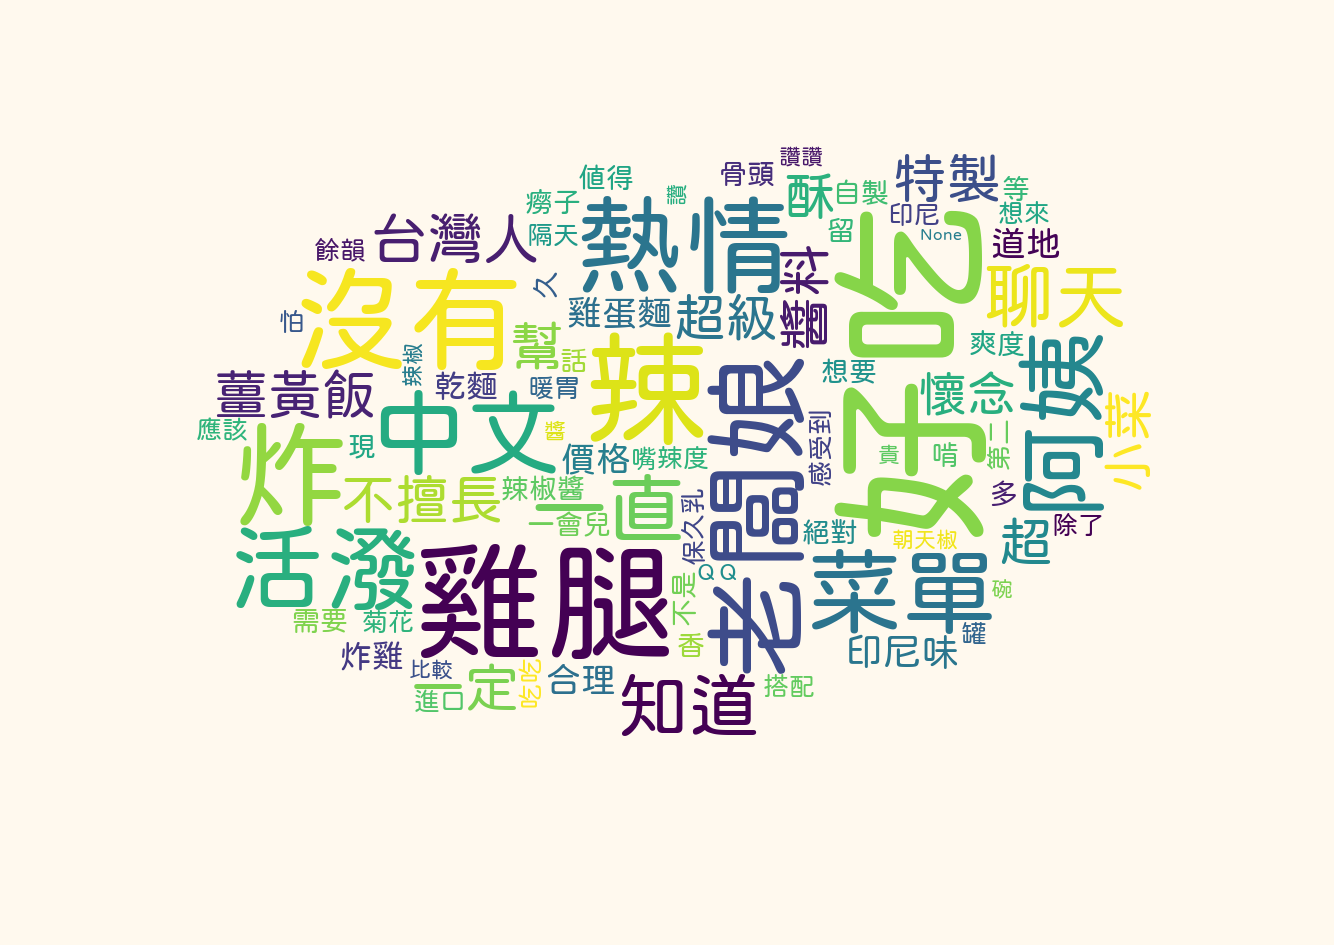 讚讚
骨頭
特製
值得
酥
自製
等
癆子
讚
印尼
想來
台灣人
隔天
熱情
留
None
道地
餘韻
好吃
沒有
久
醬料
聊天
怕
雞蛋麵
超級
幫
話
辣
爽度
阿姨
辣椒
薑黃飯
乾麵
暖胃
老闆娘
想要
懷念
小菜
應該
中文
醬
現
價格
嘴辣度
感受到
貴
啃
第二
炸
不擅長
辣椒醬
一直
一會兒
保久乳
多
絕對
朝天椒
超
除了
活潑
雞腿
QQ
菜單
不是
碗
需要
菊花
香
罐
炸雞
印尼味
比較
一定
合理
進口
知道
搭配